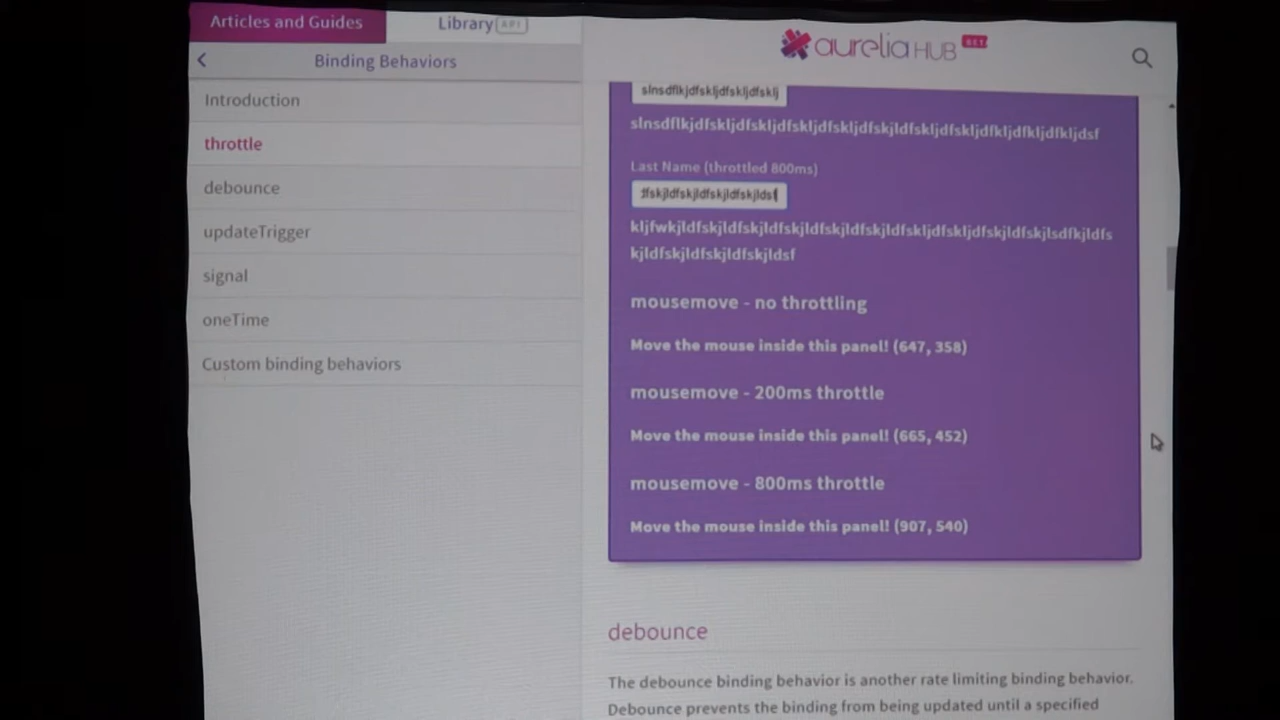 Articles and Guides
Library API
Binding Behaviors
Introduction
throttle
debounce
updateTrigger
signal
oneTime
Custom binding behaviors
aurelia HUB
slnsdflkjdfskljdfskljdfsklj
slnsdflkjdfskljdfskljdfskljdfskljdfskjldfskljdfskljdfkljdfkljdfkljdsf
Last Name (throttled 800ms)
dfskjldfskjldfskjldfskjldsf
kljfwkjldfskjldfskjldfskjldfskjldfskjldfskljdfskljdfskjldfskjlsdfkjldfs
kjldfskjldfskjldfskjldsf
mousemove - no throttling
Move the mouse inside this panel! (647, 358)
mousemove - 200ms throttle
Move the mouse inside this panel! (665, 452)
mousemove - 800ms throttle
Move the mouse inside this panel! (907, 540)
debounce
The debounce binding behavior is another rate limiting binding behavior.
Debounce prevents the binding from being updated until a specified